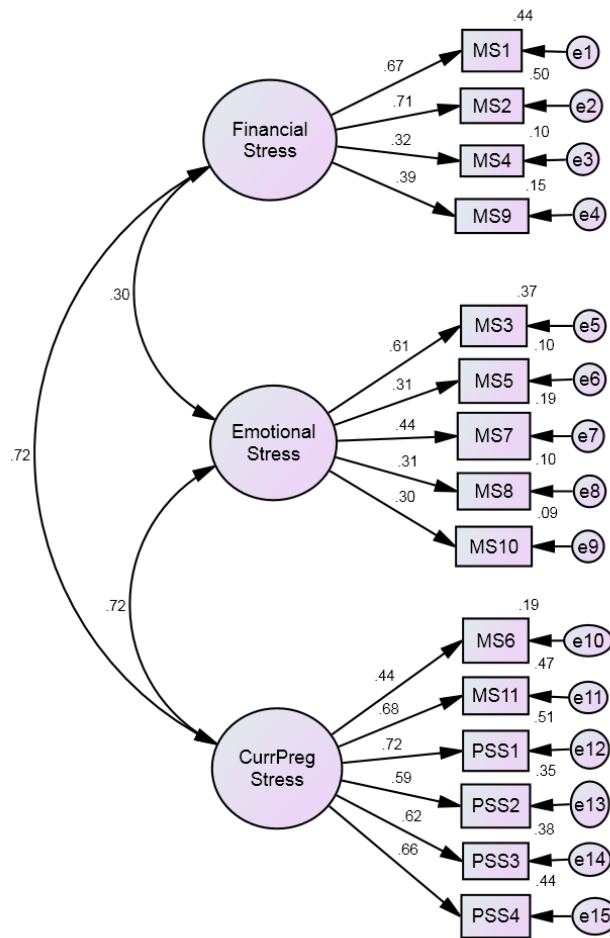 .44
MS1
e1
.67
.50
MS2
e2
.71
.10
MS4
e3
.32
.15
MS9
e4
.39
Financial
Stress
.30
.37
MS3
e5
.61
.10
MS5
e6
.31
.19
MS7
e7
.44
.10
MS8
e8
.31
.09
MS10
e9
.30
Emotional
Stress
.72
.72
.19
MS6
e10
.44
.47
MS11
e11
.68
.51
PSS1
e12
.72
.35
PSS2
e13
.59
.38
PSS3
e14
.62
.44
PSS4
e15
.66
CurrPreg
Stress